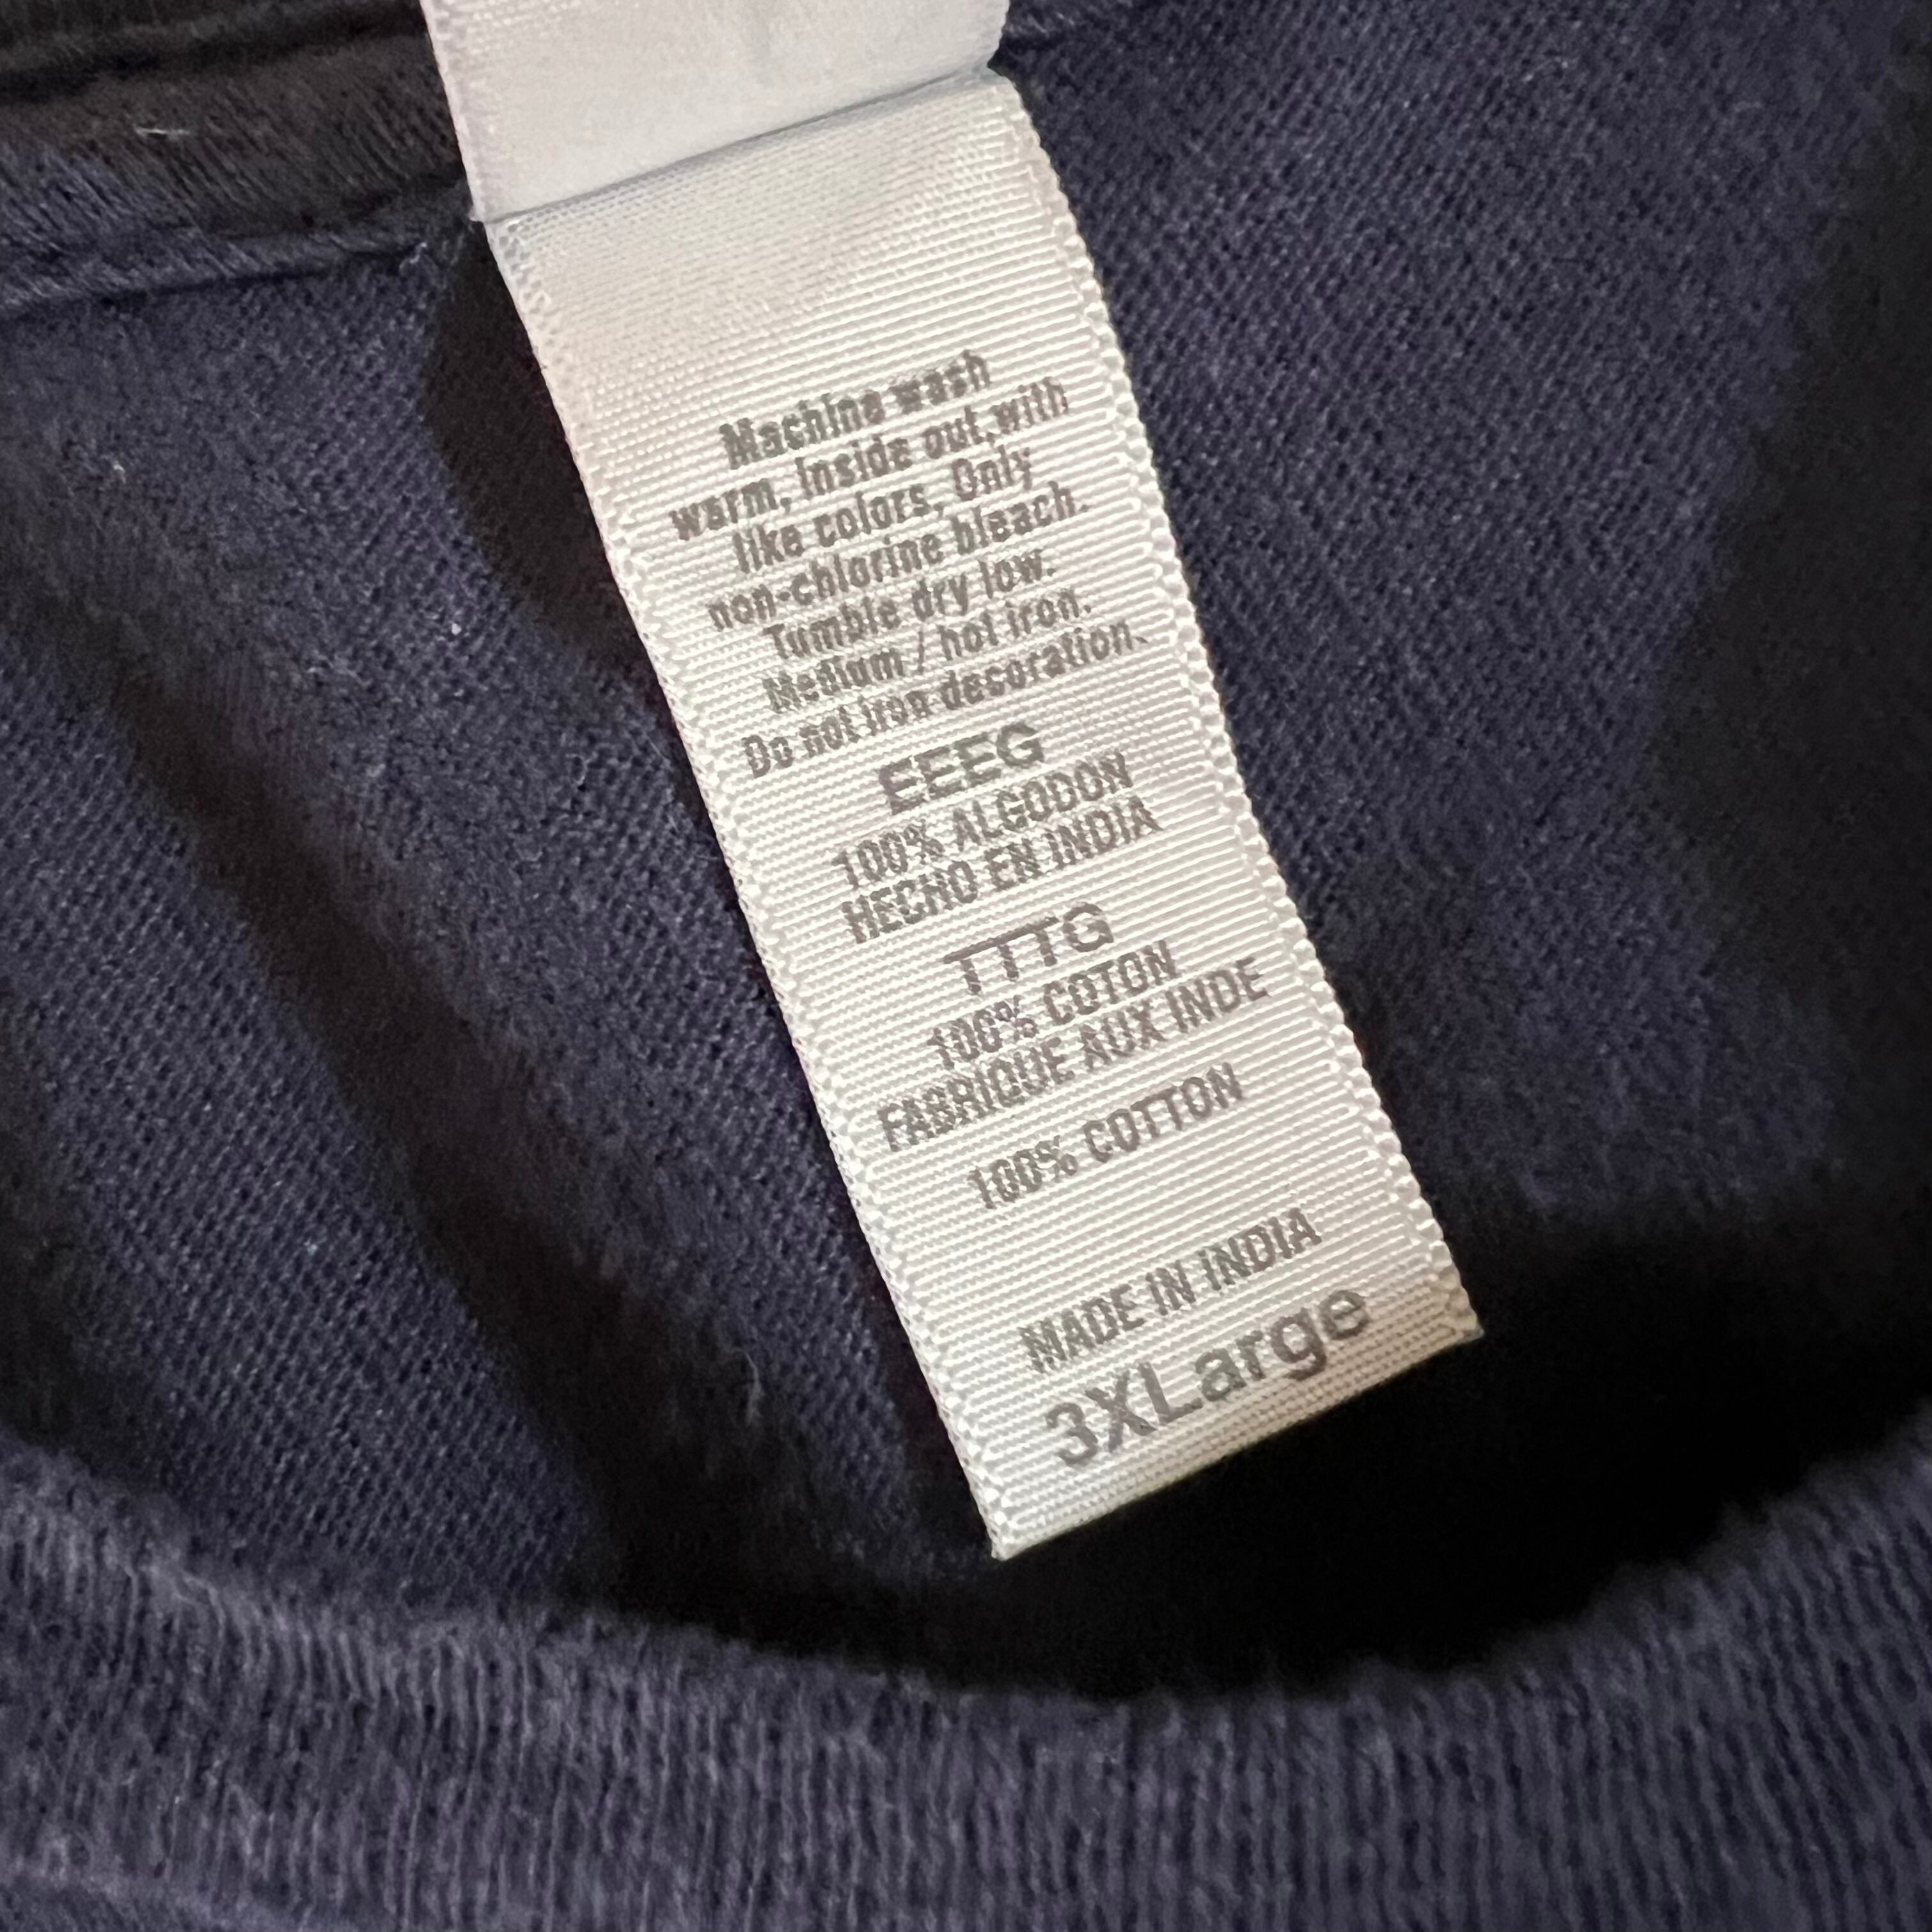 Machine wash
warm, inside out, with
like colors, Only
non-chlorine bleach.
Tumble dry low.
Medium / hot iron.
Do not iron decoration.
EEEG
100% ALGODON
HECHO EN INDIA
TTTG
100% COTON
FABRIQUE AUX INDE
100% COTTON
MADE IN INDIA
3XLarge